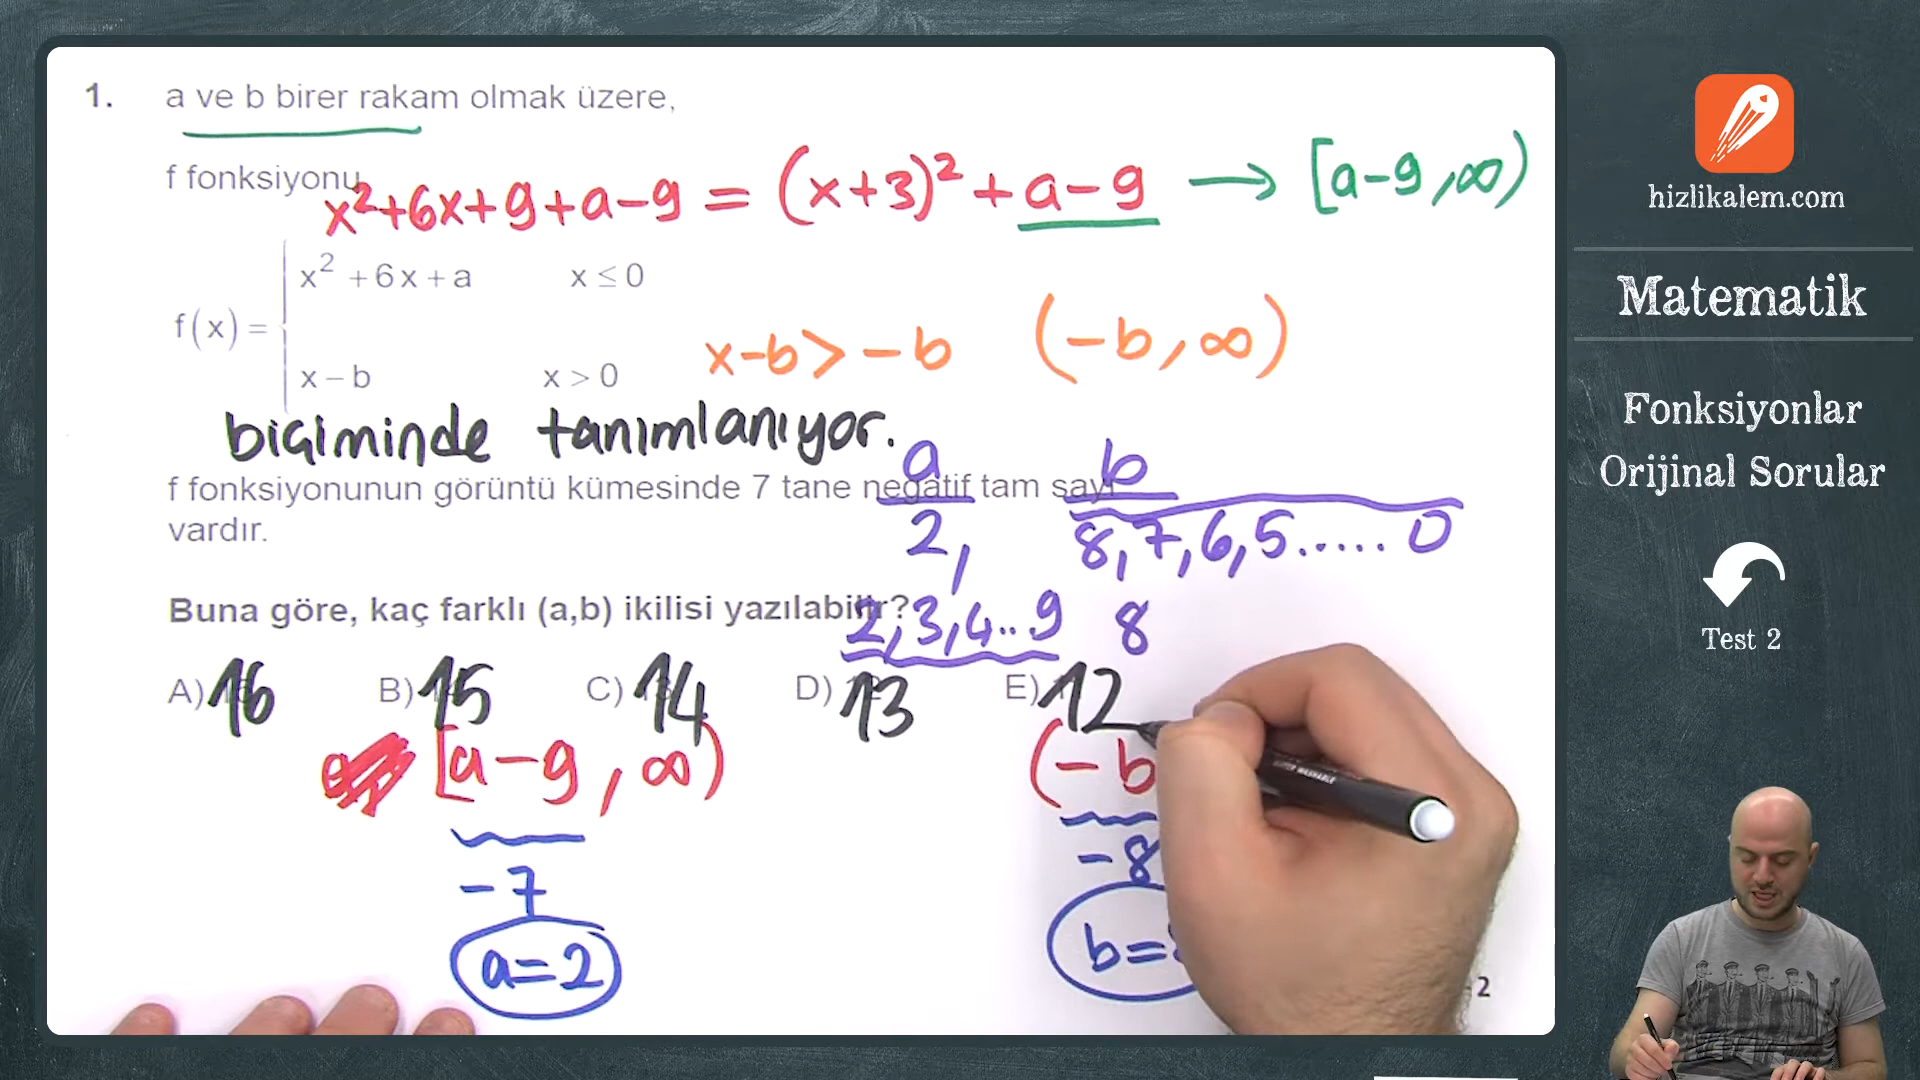 1. a ve b birer rakam olmak üzere,
f fonksiyonu
x²+6x+9+a-9 = (x+3)²+a-9 → [a-9,∞)
f(x) =
x² + 6x + a x ≤ 0
x-b > -b (-b, ∞)
x - b x > 0
biçiminde tanımlanıyor.
a b
f fonksiyonunun görüntü kümesinde 7 tane negatif tam sayı
vardır.
2, 8,7,6,5..... 0
Buna göre, kaç farklı (a,b) ikilisi yazılabilir?
2,3,4..9 8
A) 16 B) 15 C) 14 D) 13 E) 12
[a-9, ∞) (-b
-7 -8
a=2 b=
2
hizlikalem.com
Matematik
Fonksiyonlar
Orijinal Sorular
Test 2